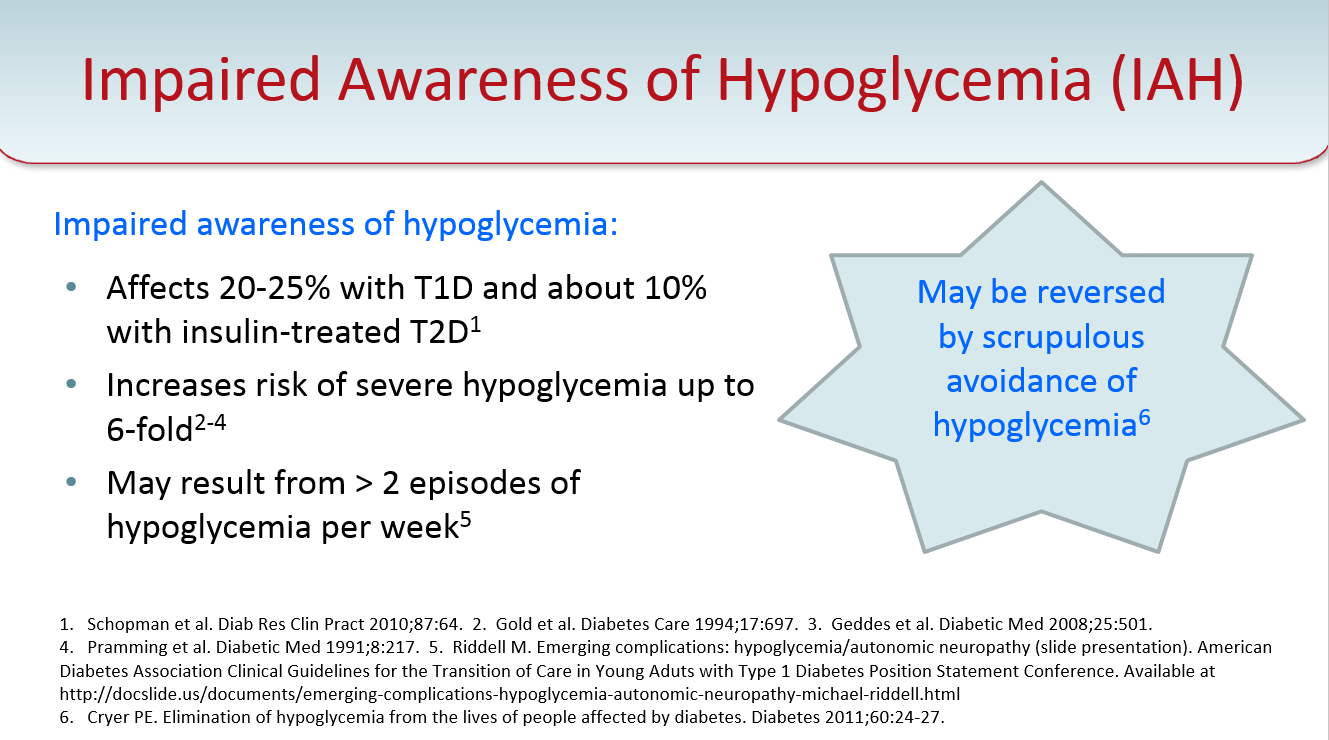 Impaired Awareness of Hypoglycemia (IAH)
Impaired awareness of hypoglycemia:
• Affects 20-25% with T1D and about 10%
with insulin-treated T2D¹
• Increases risk of severe hypoglycemia up to
6-fold²⁻⁴
• May result from > 2 episodes of
hypoglycemia per week⁵
May be reversed
by scrupulous
avoidance of
hypoglycemia⁶
1. Schopman et al. Diab Res Clin Pract 2010;87:64. 2. Gold et al. Diabetes Care 1994;17:697. 3. Geddes et al. Diabetic Med 2008;25:501.
4. Pramming et al. Diabetic Med 1991;8:217. 5. Riddell M. Emerging complications: hypoglycemia/autonomic neuropathy (slide presentation). American
Diabetes Association Clinical Guidelines for the Transition of Care in Young Aduts with Type 1 Diabetes Position Statement Conference. Available at
http://docslide.us/documents/emerging-complications-hypoglycemia-autonomic-neuropathy-michael-riddell.html
6. Cryer PE. Elimination of hypoglycemia from the lives of people affected by diabetes. Diabetes 2011;60:24-27.